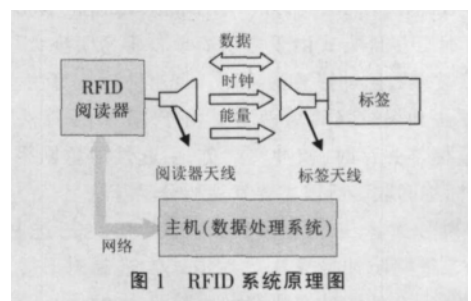 数据
RFID
阅读器
时钟
标签
能量
阅读器天线
标签天线
主机(数据处理系统)
网络
图 1 RFID 系统原理图